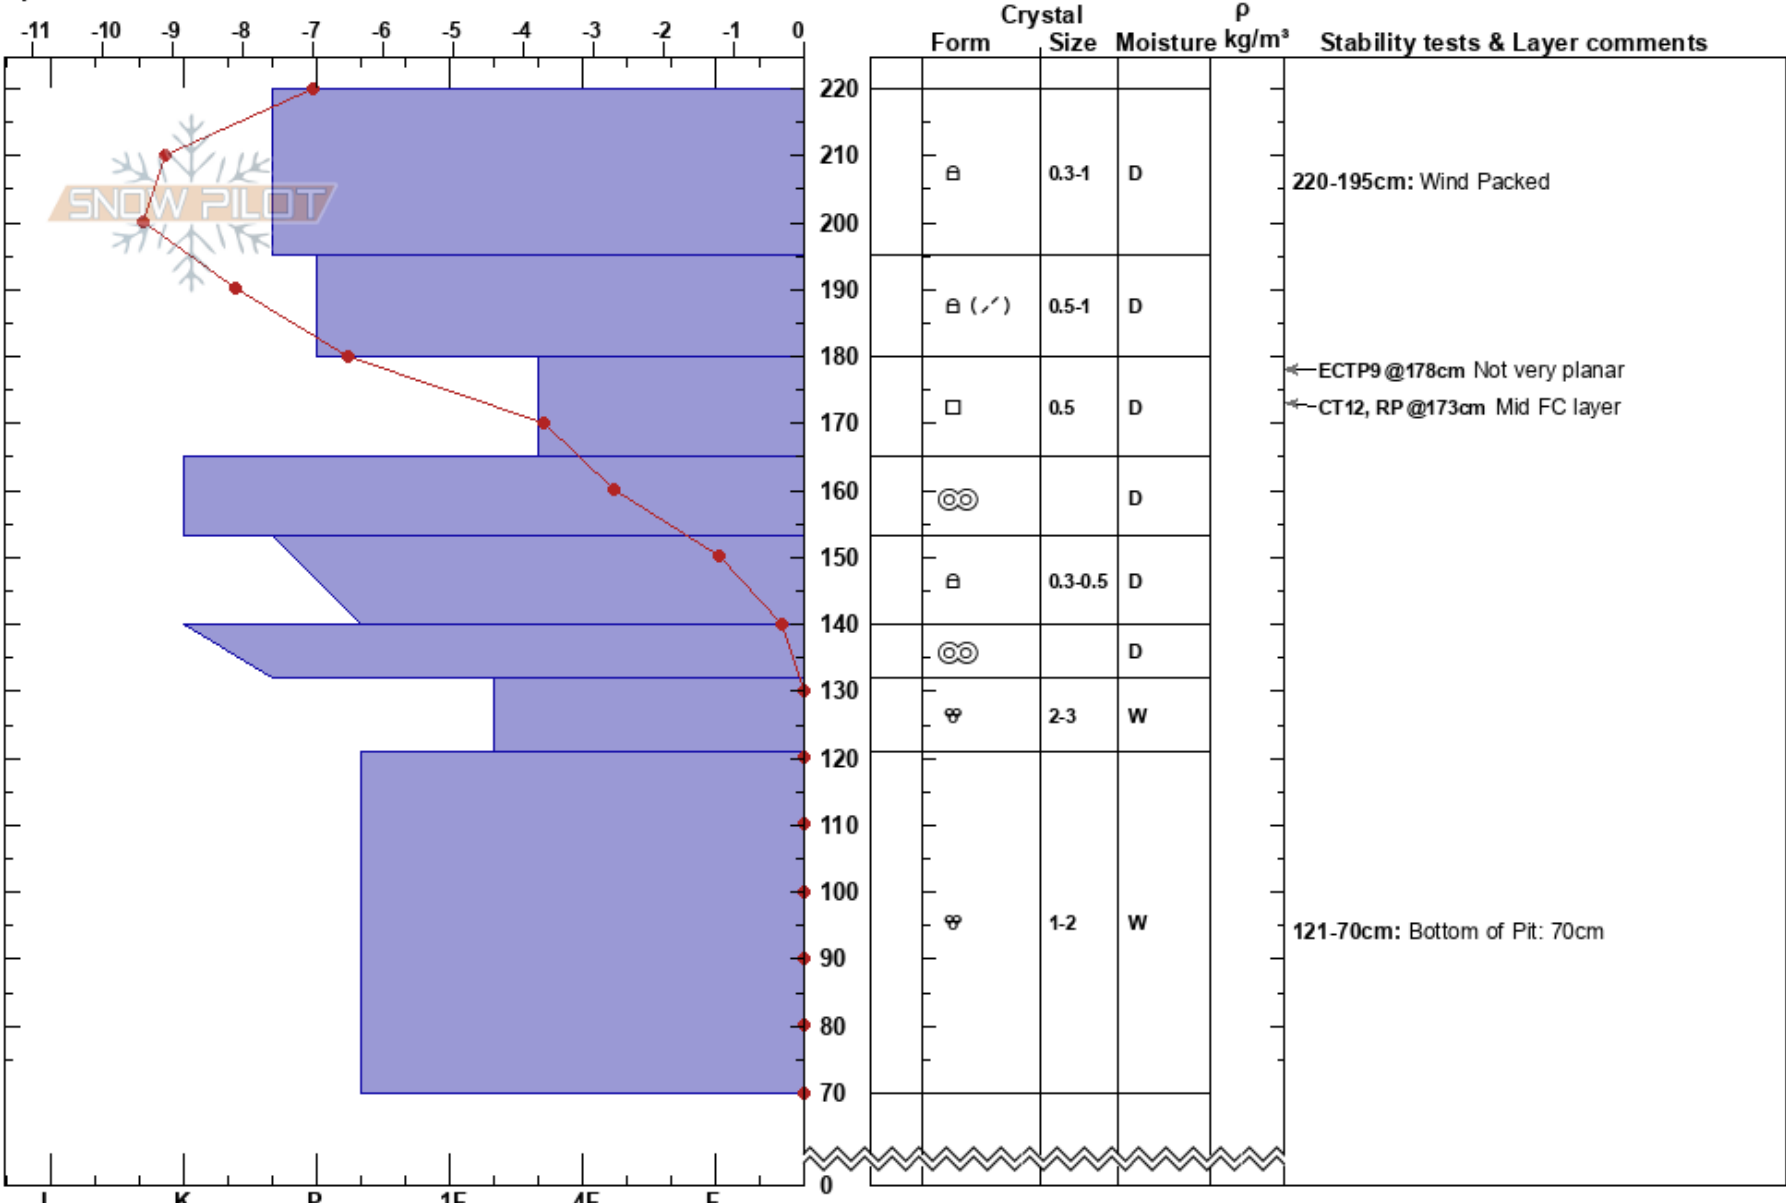 Crystal ρ
-11 -10 -9 -8 -7 -6 -5 -4 -3 -2 -1 0
Form Size Moisture kg/m³ Stability tests & Layer comments
220
210
SNOW PILOT
0.3-1 D
220-195cm: Wind Packed
200
190
( ) 0.5-1 D
180
ECTP9 @178cm Not very planar
0.5 D
CT12, RP @173cm Mid FC layer
170
160
D
150
0.3-0.5 D
140
D
130
2-3 W
120
110
100
1-2 W
121-70cm: Bottom of Pit: 70cm
90
80
70
0
I K P 1F 4F F